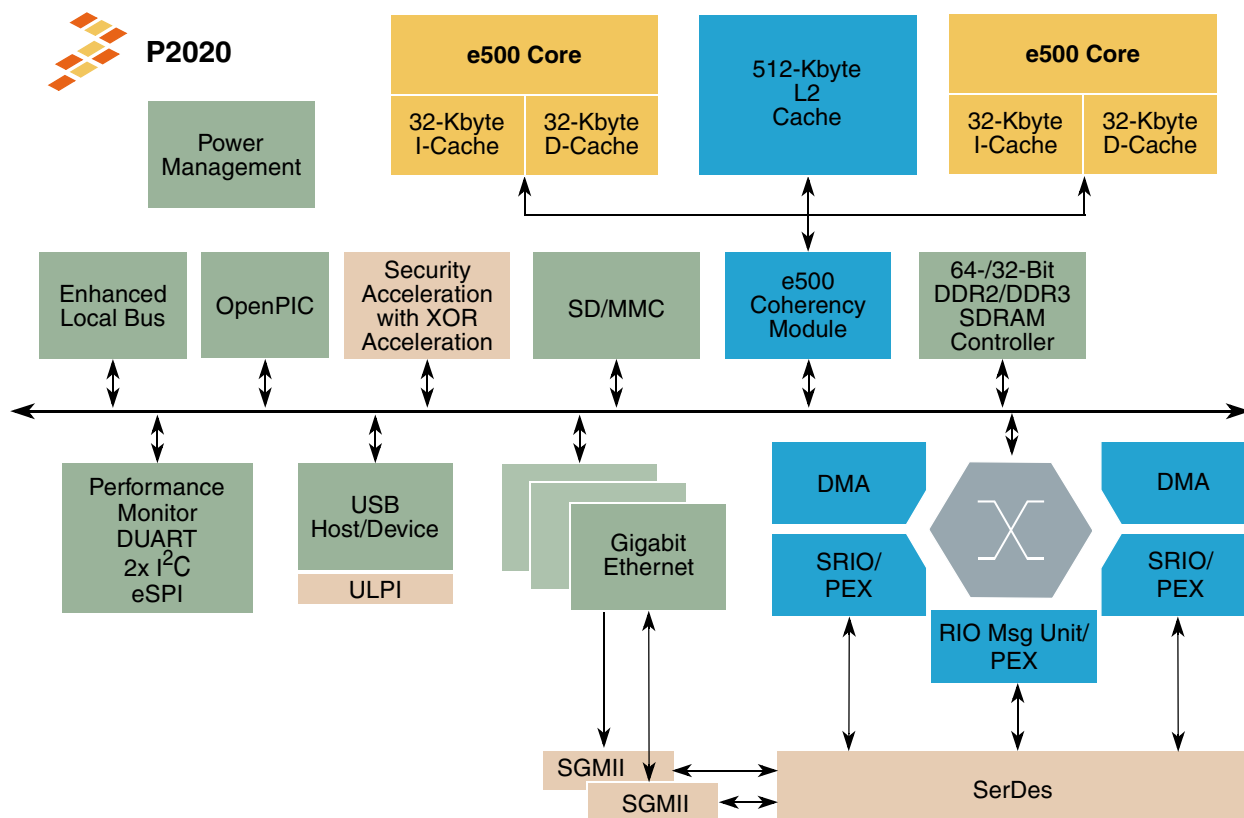 P2020
e500 Core
32-Kbyte
I-Cache
32-Kbyte
D-Cache
512-Kbyte
L2
Cache
e500 Core
32-Kbyte
I-Cache
32-Kbyte
D-Cache
Power
Management
Enhanced
Local Bus
OpenPIC
Security
Acceleration
with XOR
Acceleration
SD/MMC
e500
Coherency
Module
64-/32-Bit
DDR2/DDR3
SDRAM
Controller
Performance
Monitor
DUART
2x I²C
eSPI
USB
Host/Device
ULPI
Gigabit
Ethernet
DMA
SRIO/
PEX
DMA
SRIO/
PEX
RIO Msg Unit/
PEX
SGMII
SGMII
SerDes